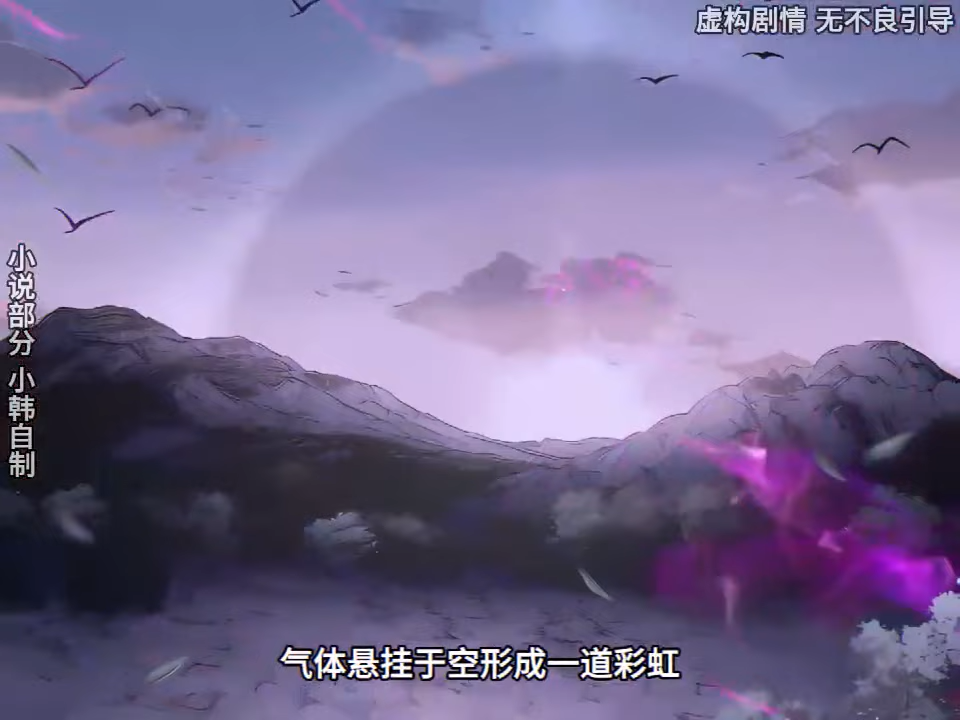 虚构剧情 无不良引导
小说部分 小韩自制
气体悬挂于空形成一道彩虹